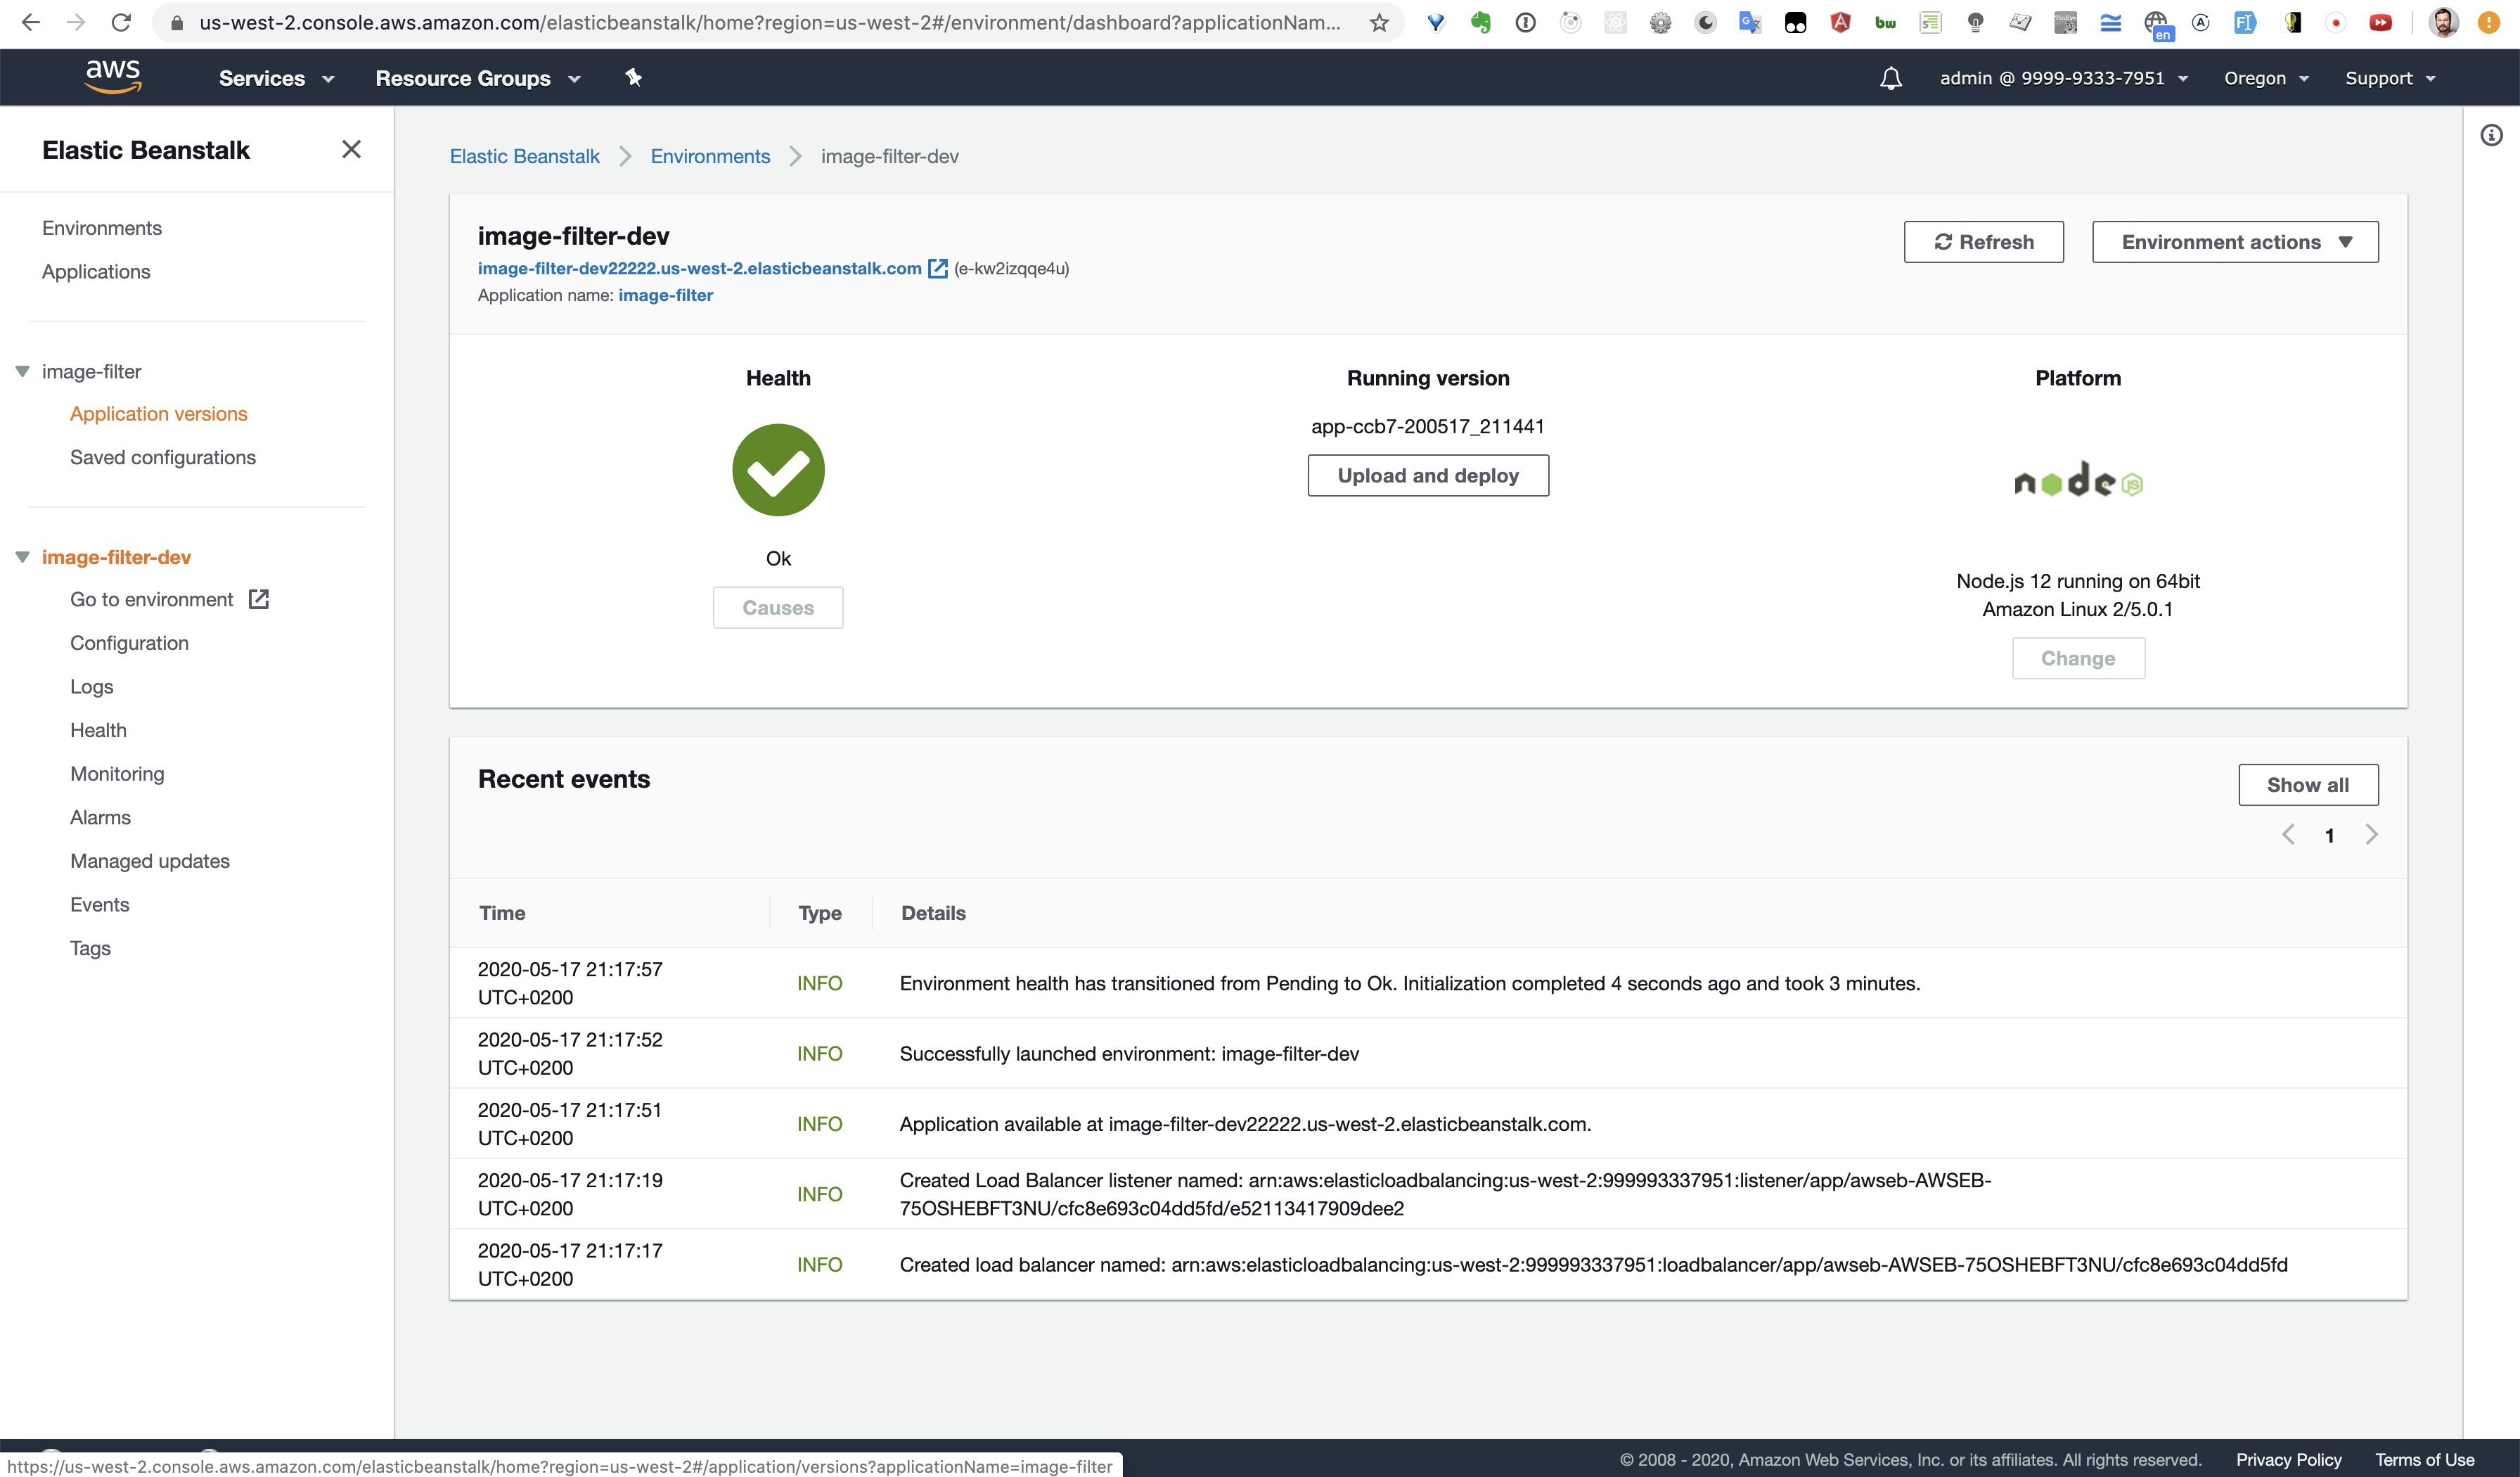 us-west-2.console.aws.amazon.com/elasticbeanstalk/home?region=us-west-2#/environment/dashboard?applicationNam...
bw
en
aws
Services
Resource Groups
admin @ 9999-9333-7951
Oregon
Support
Elastic Beanstalk
Environments
Applications
image-filter
Application versions
Saved configurations
image-filter-dev
Go to environment
Configuration
Logs
Health
Monitoring
Alarms
Managed updates
Events
Tags
Elastic Beanstalk > Environments > image-filter-dev
image-filter-dev
image-filter-dev22222.us-west-2.elasticbeanstalk.com (e-kw2izqqe4u)
Application name: image-filter
Refresh
Environment actions
Health
Ok
Causes
Running version
app-ccb7-200517_211441
Upload and deploy
Platform
node JS
Node.js 12 running on 64bit
Amazon Linux 2/5.0.1
Change
Recent events
Show all
1
Time Type Details
2020-05-17 21:17:57
UTC+0200
INFO
Environment health has transitioned from Pending to Ok. Initialization completed 4 seconds ago and took 3 minutes.
2020-05-17 21:17:52
UTC+0200
INFO
Successfully launched environment: image-filter-dev
2020-05-17 21:17:51
UTC+0200
INFO
Application available at image-filter-dev22222.us-west-2.elasticbeanstalk.com.
2020-05-17 21:17:19
UTC+0200
INFO
Created Load Balancer listener named: arn:aws:elasticloadbalancing:us-west-2:999993337951:listener/app/awseb-AWSEB-
75OSHEBFT3NU/cfc8e693c04dd5fd/e52113417909dee2
2020-05-17 21:17:17
UTC+0200
INFO
Created load balancer named: arn:aws:elasticloadbalancing:us-west-2:999993337951:loadbalancer/app/awseb-AWSEB-75OSHEBFT3NU/cfc8e693c04dd5fd
https://us-west-2.console.aws.amazon.com/elasticbeanstalk/home?region=us-west-2#/application/versions?applicationName=image-filter
© 2008 - 2020, Amazon Web Services, Inc. or its affiliates. All rights reserved.
Privacy Policy
Terms of Use